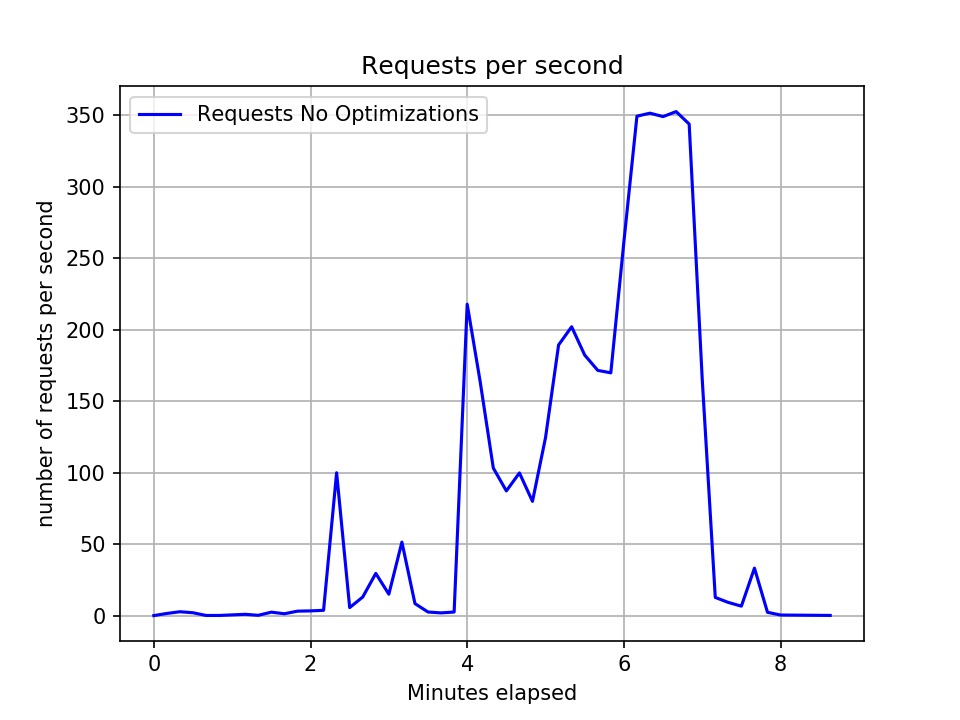 Requests per second
Requests No Optimizations
number of requests per second
350
300
250
200
150
100
50
0
0 2 4 6 8
Minutes elapsed